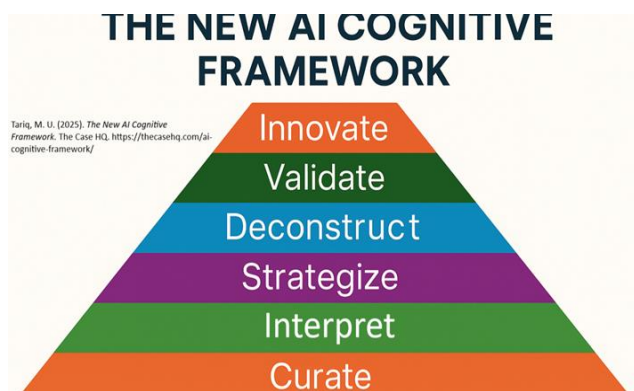 THE NEW AI COGNITIVE
FRAMEWORK
Tariq, M. U. (2025). The New AI Cognitive
Framework. The Case HQ. https://thecasehq.com/ai-
cognitive-framework/
Innovate
Validate
Deconstruct
Strategize
Interpret
Curate